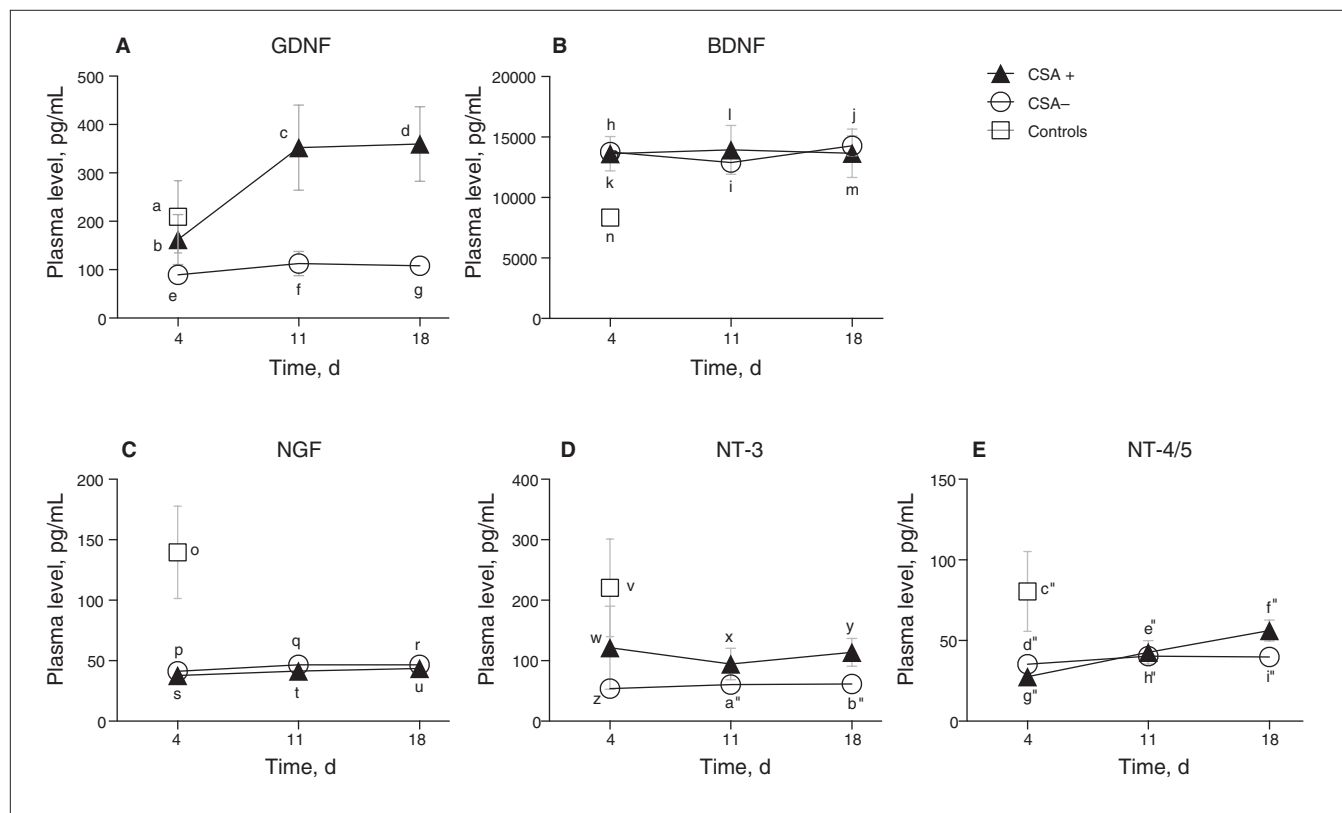 A GDNF
500
400
300
200
100
0
Plasma level, pg/mL
a
b
c
d
e
f
g
4 11 18
Time, d
B BDNF
20000
15000
10000
5000
0
Plasma level, pg/mL
h
l
j
k
i
m
n
4 11 18
Time, d
CSA +
CSA–
Controls
C NGF
200
150
100
50
0
Plasma level, pg/mL
o
p
q
r
s
t
u
4 11 18
Time, d
D NT-3
400
300
200
100
0
Plasma level, pg/mL
v
w
x
y
z
a"
b"
4 11 18
Time, d
E NT-4/5
150
100
50
0
Plasma level, pg/mL
c"
d"
e"
f"
g"
h"
i"
4 11 18
Time, d